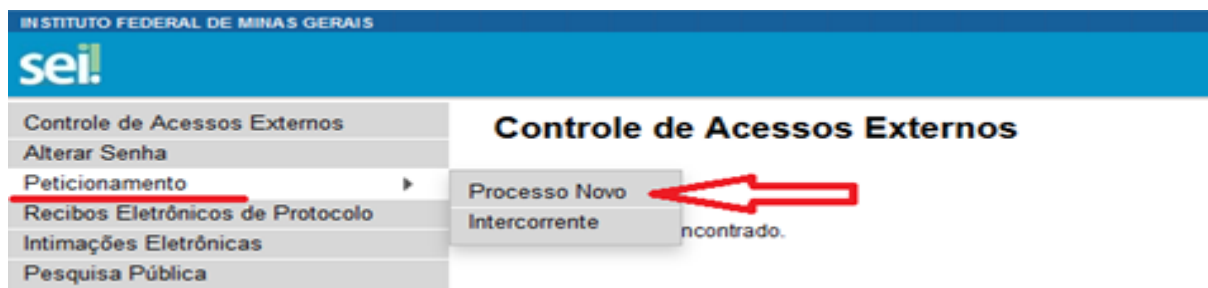 INSTITUTO FEDERAL DE MINAS GERAIS
sei!
Controle de Acessos Externos
Alterar Senha
Peticionamento
Recibos Eletrônicos de Protocolo
Intimações Eletrônicas
Pesquisa Pública
Controle de Acessos Externos
Processo Novo
Intercorrente
ncontrado.